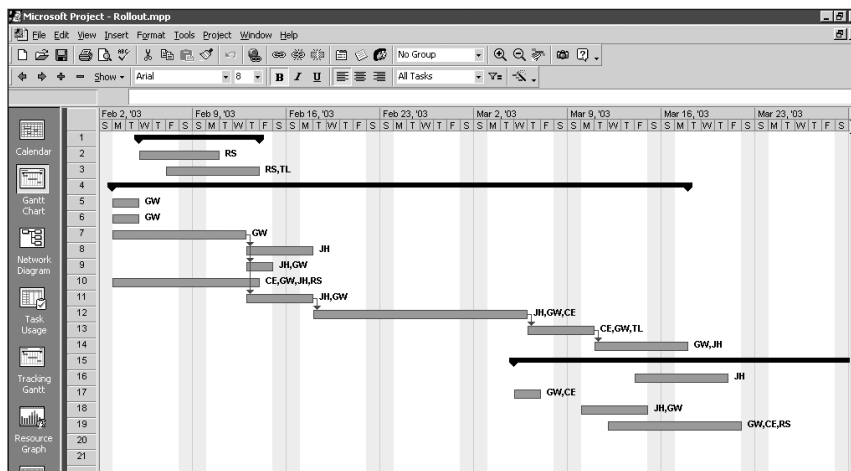 Microsoft Project - Rollout.mpp
File Edit View Insert Format Tools Project Window Help
No Group
Show Arial 8 B I U All Tasks
Feb 2, '03 Feb 9, '03 Feb 16, '03 Feb 23, '03 Mar 2, '03 Mar 9, '03 Mar 16, '03 Mar 23, '03
S M T W T F S S M T W T F S S M T W T F S S M T W T F S S M T W T F S S M T W T F S S M T W T F S S M T W T F S
Calendar
Gantt
Chart
Network
Diagram
Task
Usage
Tracking
Gantt
Resource
Graph
1
2 RS
3 RS,TL
4
5 GW
6 GW
7 GW
8 JH
9 JH,GW
10 CE,GW,JH,RS
11 JH,GW
12 JH,GW,CE
13 CE,GW,TL
14 GW,JH
15
16 JH
17 GW,CE
18 JH,GW
19 GW,CE,RS
20
21